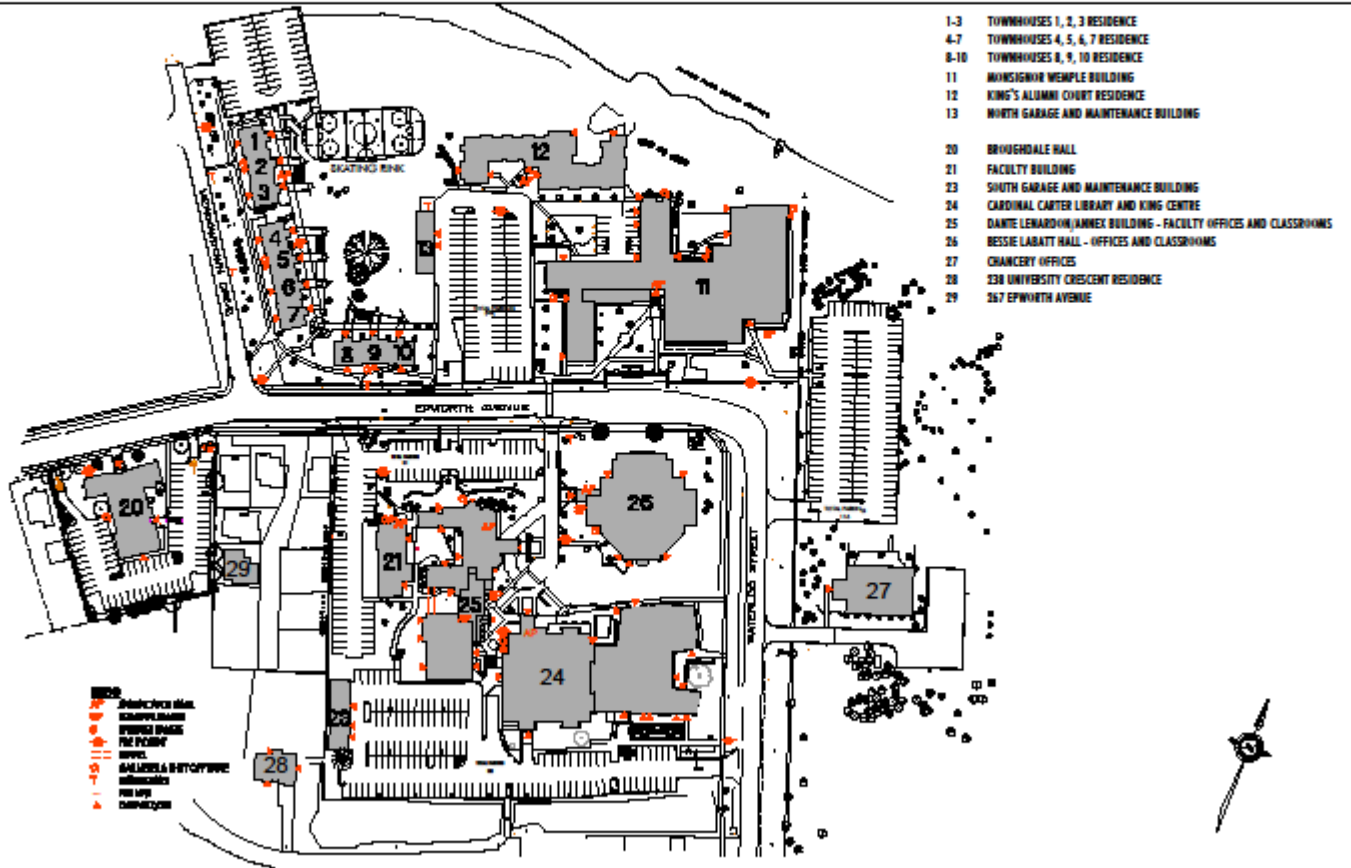 1-3 TOWNHOUSES 1, 2, 3 RESIDENCE
4-7 TOWNHOUSES 4, 5, 6, 7 RESIDENCE
8-10 TOWNHOUSES 8, 9, 10 RESIDENCE
11 MONSIGNOR WEMPLE BUILDING
12 KING'S ALUMNI COURT RESIDENCE
13 NORTH GARAGE AND MAINTENANCE BUILDING
20 BROUGHDALE HALL
21 FACULTY BUILDING
23 SOUTH GARAGE AND MAINTENANCE BUILDING
24 CARDINAL CARTER LIBRARY AND KING CENTRE
25 DANTE LENARDON/ANNEX BUILDING - FACULTY OFFICES AND CLASSROOMS
26 BESSIE LABATT HALL - OFFICES AND CLASSROOMS
27 CHANCERY OFFICES
28 238 UNIVERSITY CRESCENT RESIDENCE
29 267 EPWORTH AVENUE
1
2
3
SKATING RINK
12
4
5
6
7
13
11
8 9 10
EPWORTH AVENUE
20
26
21
29
25
27
WATERLOO STREET
AP
24
23
28